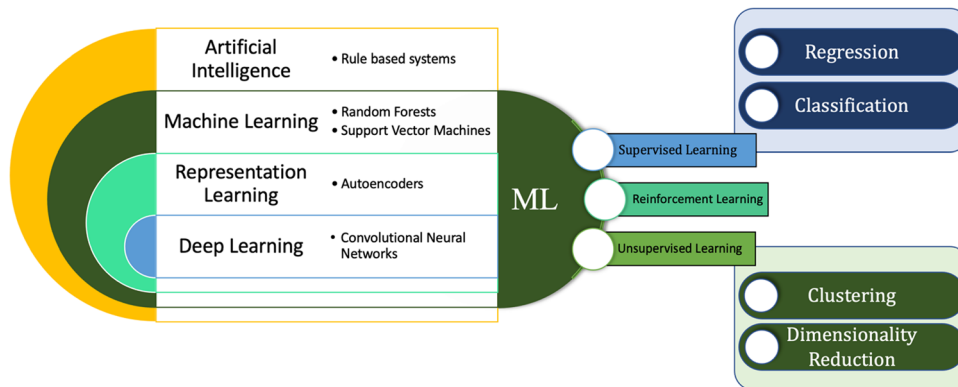 Artificial
Intelligence
• Rule based systems
Machine Learning
• Random Forests
• Support Vector Machines
Representation
Learning
• Autoencoders
Deep Learning
• Convolutional Neural
Networks
ML
Supervised Learning
Reinforcement Learning
Unsupervised Learning
Regression
Classification
Clustering
Dimensionality
Reduction